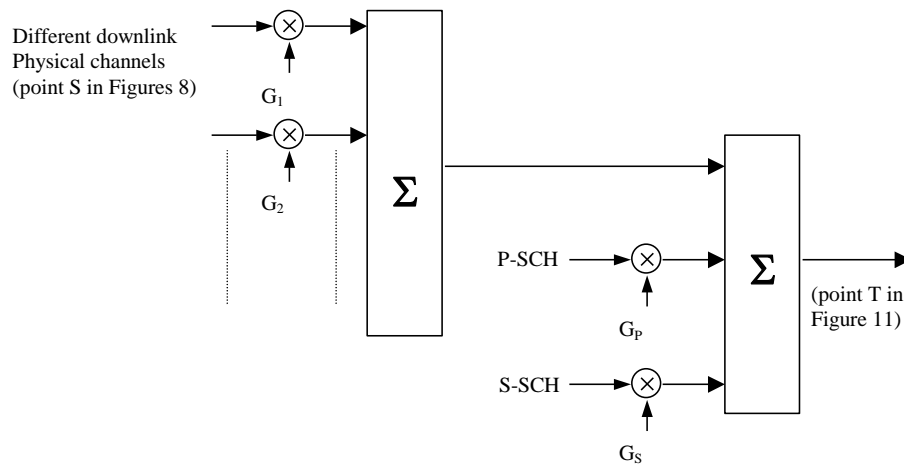 Different downlink
Physical channels
(point S in Figures 8)
G1
G2
Σ
P-SCH
GP
S-SCH
GS
Σ
(point T in
Figure 11)